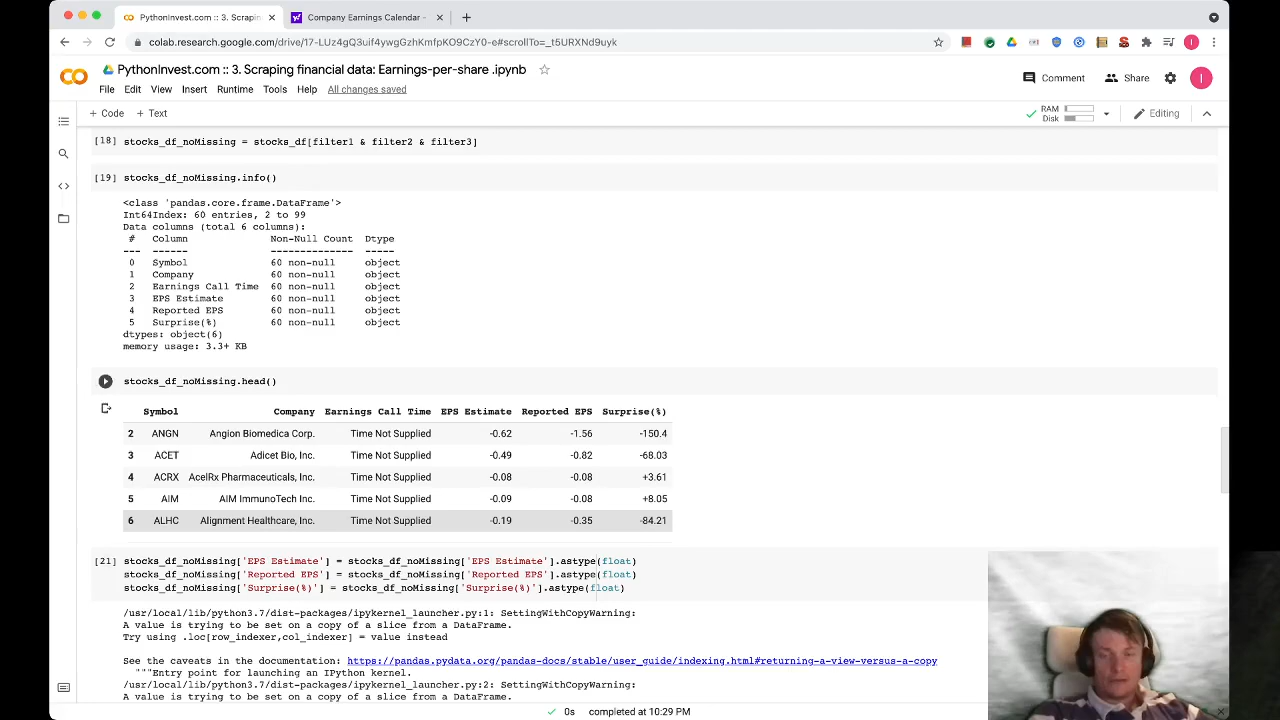 PythonInvest.com :: 3. Scrapin
Company Earnings Calendar -
colab.research.google.com/drive/17-LUz4gQ3uif4ywgGzhKmfpKO9CzY0-e#scrollTo=_t5URXNd9uyk
PythonInvest.com :: 3. Scraping financial data: Earnings-per-share .ipynb
Comment
Share
I
File Edit View Insert Runtime Tools Help All changes saved
+ Code + Text
RAM
Disk
Editing
[18] stocks_df_noMissing = stocks_df[filter1 & filter2 & filter3]
[19] stocks_df_noMissing.info()
<class 'pandas.core.frame.DataFrame'>
Int64Index: 60 entries, 2 to 99
Data columns (total 6 columns):
# Column Non-Null Count Dtype
--- ------ -------------- -----
0 Symbol 60 non-null object
1 Company 60 non-null object
2 Earnings Call Time 60 non-null object
3 EPS Estimate 60 non-null object
4 Reported EPS 60 non-null object
5 Surprise(%) 60 non-null object
dtypes: object(6)
memory usage: 3.3+ KB
stocks_df_noMissing.head()
Symbol Company Earnings Call Time EPS Estimate Reported EPS Surprise(%)
2 ANGN Angion Biomedica Corp. Time Not Supplied -0.62 -1.56 -150.4
3 ACET Adicet Bio, Inc. Time Not Supplied -0.49 -0.82 -68.03
4 ACRX AcelRx Pharmaceuticals, Inc. Time Not Supplied -0.08 -0.08 +3.61
5 AIM AIM ImmunoTech Inc. Time Not Supplied -0.09 -0.08 +8.05
6 ALHC Alignment Healthcare, Inc. Time Not Supplied -0.19 -0.35 -84.21
[21] stocks_df_noMissing['EPS Estimate'] = stocks_df_noMissing['EPS Estimate'].astype(float)
stocks_df_noMissing['Reported EPS'] = stocks_df_noMissing['Reported EPS'].astype(float)
stocks_df_noMissing['Surprise(%)'] = stocks_df_noMissing['Surprise(%)'].astype(float)
/usr/local/lib/python3.7/dist-packages/ipykernel_launcher.py:1: SettingWithCopyWarning:
A value is trying to be set on a copy of a slice from a DataFrame.
Try using .loc[row_indexer,col_indexer] = value instead
See the caveats in the documentation: https://pandas.pydata.org/pandas-docs/stable/user_guide/indexing.html#returning-a-view-versus-a-copy
"""Entry point for launching an IPython kernel.
/usr/local/lib/python3.7/dist-packages/ipykernel_launcher.py:2: SettingWithCopyWarning:
A value is trying to be set on a copy of a slice from a DataFrame.
0s completed at 10:29 PM